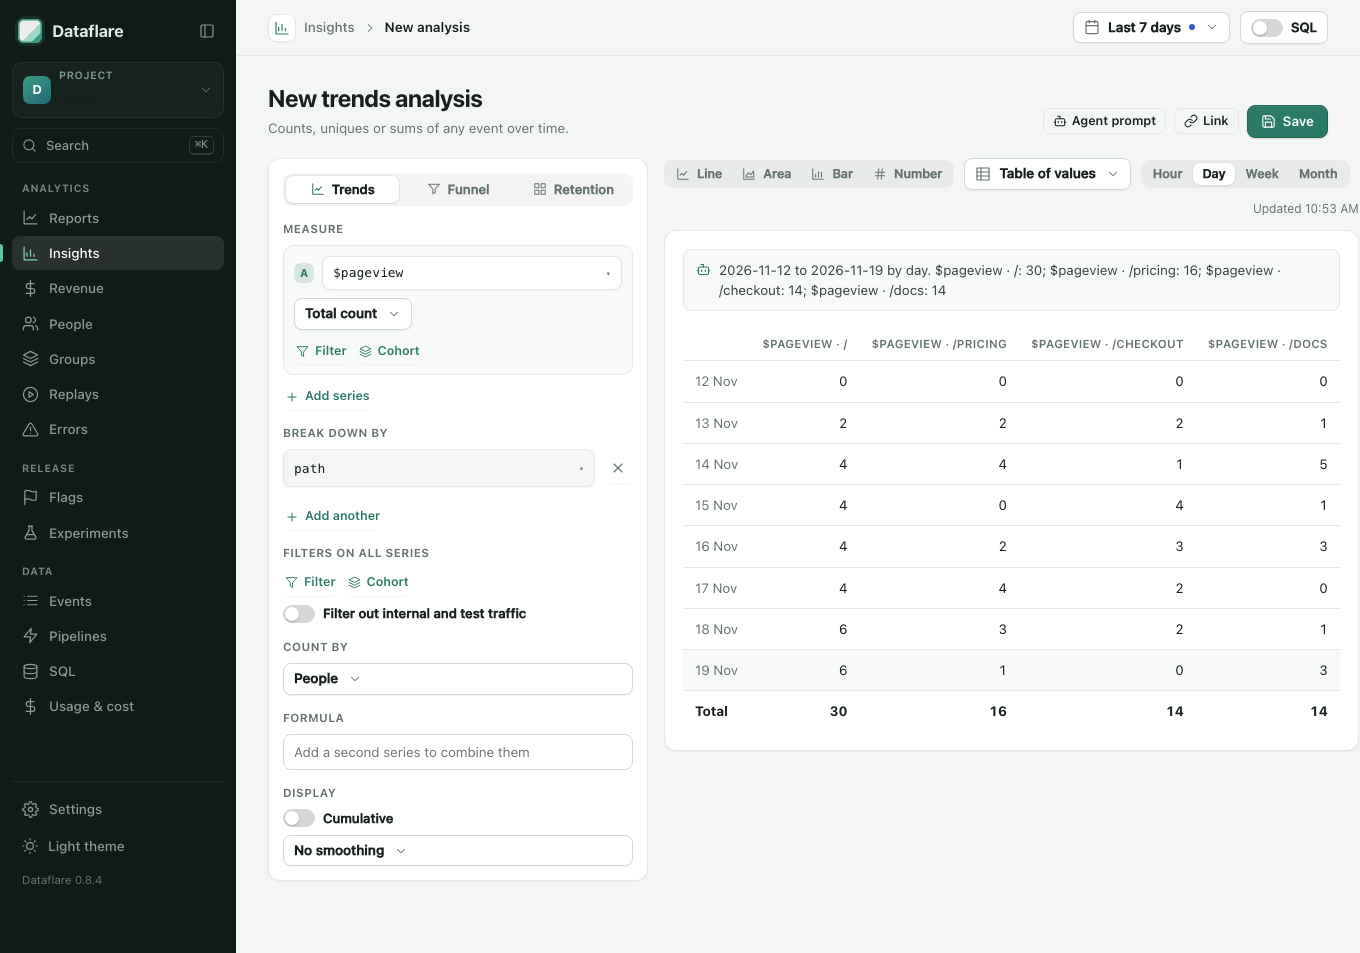 Dataflare
PROJECT
D
Search
⌘K
ANALYTICS
Reports
Insights
Revenue
People
Groups
Replays
Errors
RELEASE
Flags
Experiments
DATA
Events
Pipelines
SQL
Usage & cost
Settings
Light theme
Dataflare 0.8.4
Insights
New analysis
Last 7 days
SQL
New trends analysis
Counts, uniques or sums of any event over time.
Agent prompt
Link
Save
Trends
Funnel
Retention
MEASURE
A
$pageview
Total count
Filter
Cohort
+ Add series
BREAK DOWN BY
path
+ Add another
FILTERS ON ALL SERIES
Filter
Cohort
Filter out internal and test traffic
COUNT BY
People
FORMULA
Add a second series to combine them
DISPLAY
Cumulative
No smoothing
Line
Area
Bar
# Number
Table of values
Hour
Day
Week
Month
Updated 10:53 AM
2026-11-12 to 2026-11-19 by day. $pageview · /: 30; $pageview · /pricing: 16; $pageview ·
/checkout: 14; $pageview · /docs: 14
$PAGEVIEW · / $PAGEVIEW · /PRICING $PAGEVIEW · /CHECKOUT $PAGEVIEW · /DOCS
12 Nov 0 0 0 0
13 Nov 2 2 2 1
14 Nov 4 4 1 5
15 Nov 4 0 4 1
16 Nov 4 2 3 3
17 Nov 4 4 2 0
18 Nov 6 3 2 1
19 Nov 6 1 0 3
Total 30 16 14 14